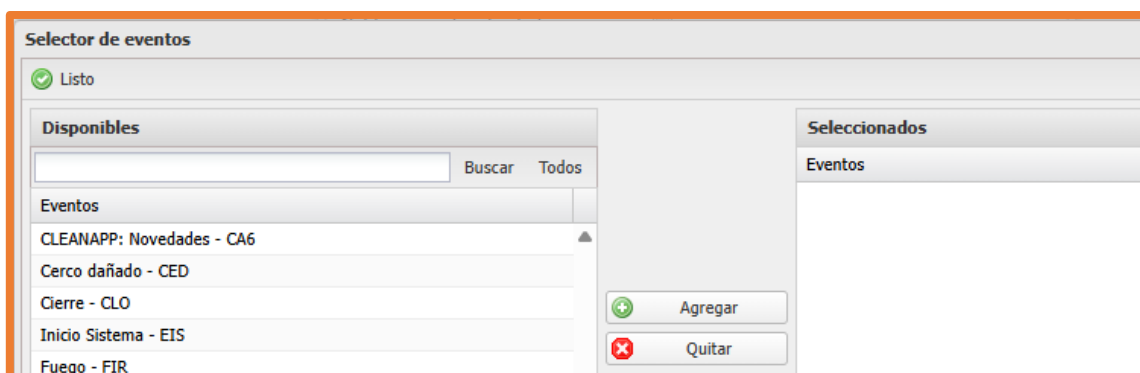 Selector de eventos
Listo
Disponibles
Buscar Todos
Eventos
CLEANAPP: Novedades - CA6
Cerco dañado - CED
Cierre - CLO
Inicio Sistema - EIS
Fuego - FIR
Agregar
Quitar
Seleccionados
Eventos